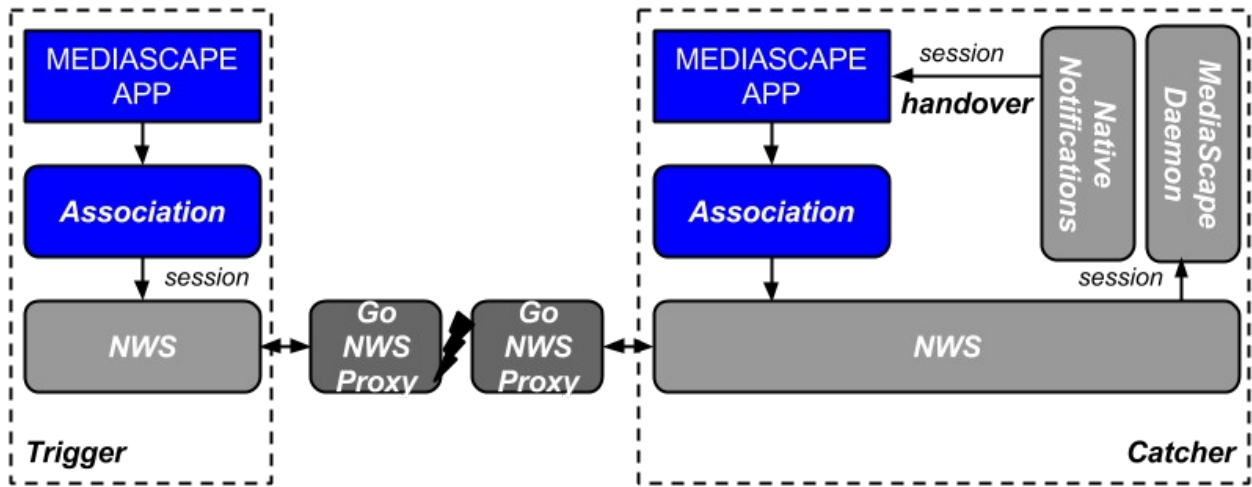 MEDIASCAPE
APP
Association
session
NWS
Trigger
Go
NWS
Proxy
Go
NWS
Proxy
MEDIASCAPE
APP
session
handover
Native
Notifications
MediaScape
Daemon
Association
session
NWS
Catcher